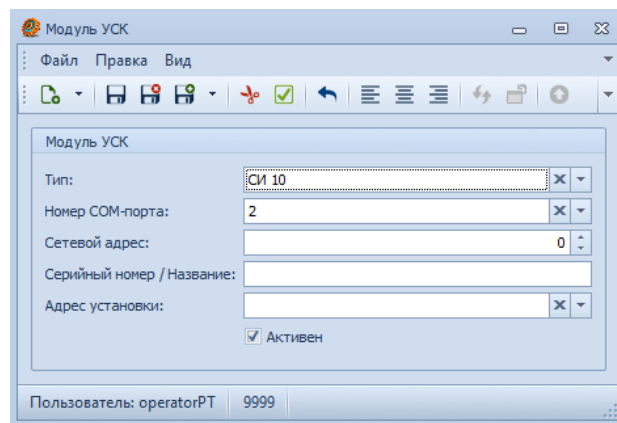 Модуль УСК
Файл Правка Вид
Модуль УСК
Тип: СИ 10
Номер COM-порта: 2
Сетевой адрес: 0
Серийный номер / Название:
Адрес установки:
Активен
Пользователь: operatorPT 9999